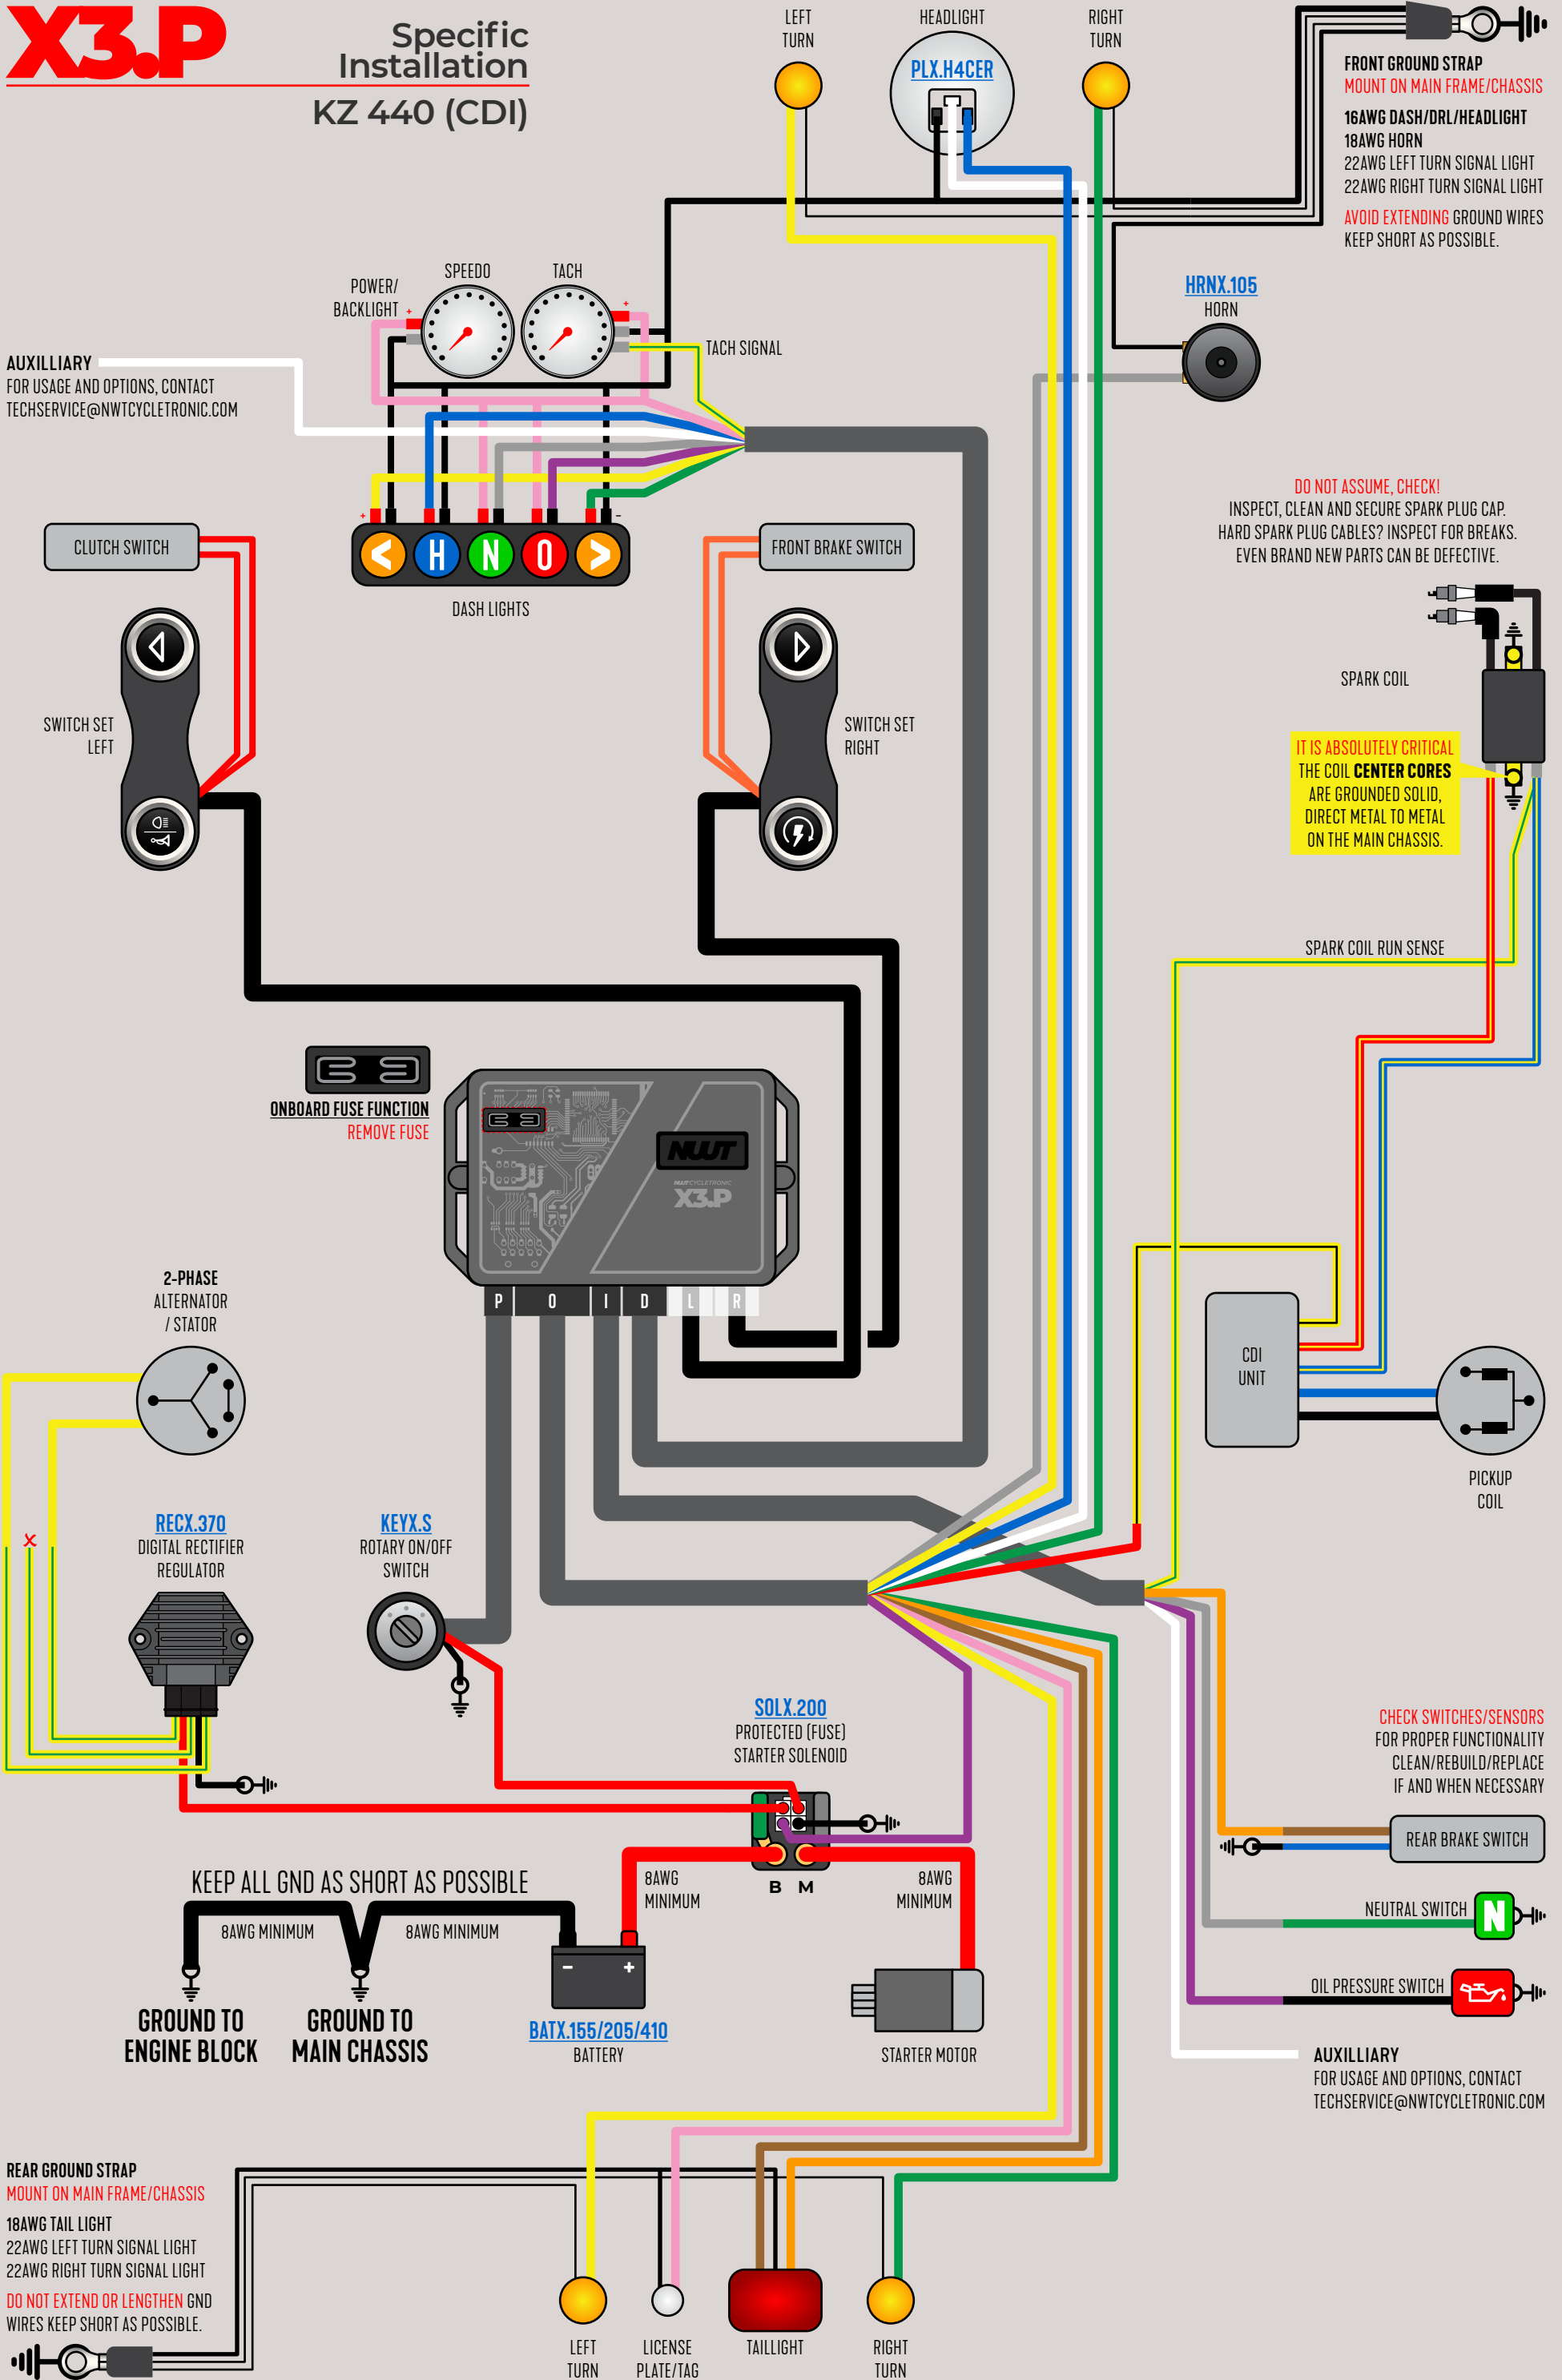 X3.P
Specific
Installation
KZ 440 (CDI)
LEFT
TURN
HEADLIGHT
PLX.H4CER
RIGHT
TURN
FRONT GROUND STRAP
MOUNT ON MAIN FRAME/CHASSIS
16AWG DASH/DRL/HEADLIGHT
18AWG HORN
22AWG LEFT TURN SIGNAL LIGHT
22AWG RIGHT TURN SIGNAL LIGHT
AVOID EXTENDING GROUND WIRES
KEEP SHORT AS POSSIBLE.
HRNX.105
HORN
POWER/
BACKLIGHT
SPEEDO
TACH
+
+
TACH SIGNAL
AUXILLIARY
FOR USAGE AND OPTIONS, CONTACT
TECHSERVICE@NWTCYCLETRONIC.COM
+
-
< H N O >
DASH LIGHTS
CLUTCH SWITCH
FRONT BRAKE SWITCH
SWITCH SET
LEFT
SWITCH SET
RIGHT
DO NOT ASSUME, CHECK!
INSPECT, CLEAN AND SECURE SPARK PLUG CAP.
HARD SPARK PLUG CABLES? INSPECT FOR BREAKS.
EVEN BRAND NEW PARTS CAN BE DEFECTIVE.
SPARK COIL
IT IS ABSOLUTELY CRITICAL
THE COIL CENTER CORES
ARE GROUNDED SOLID,
DIRECT METAL TO METAL
ON THE MAIN CHASSIS.
SPARK COIL RUN SENSE
ONBOARD FUSE FUNCTION
REMOVE FUSE
NWT
NWT CYCLETRONIC
X3.P
P O I D L R
2-PHASE
ALTERNATOR
/ STATOR
CDI
UNIT
PICKUP
COIL
X
RECX.370
DIGITAL RECTIFIER
REGULATOR
KEYX.S
ROTARY ON/OFF
SWITCH
SOLX.200
PROTECTED (FUSE)
STARTER SOLENOID
B M
8AWG
MINIMUM
8AWG
MINIMUM
KEEP ALL GND AS SHORT AS POSSIBLE
8AWG MINIMUM
8AWG MINIMUM
GROUND TO
ENGINE BLOCK
GROUND TO
MAIN CHASSIS
- +
BATX.155/205/410
BATTERY
STARTER MOTOR
CHECK SWITCHES/SENSORS
FOR PROPER FUNCTIONALITY
CLEAN/REBUILD/REPLACE
IF AND WHEN NECESSARY
REAR BRAKE SWITCH
NEUTRAL SWITCH
N
OIL PRESSURE SWITCH
AUXILLIARY
FOR USAGE AND OPTIONS, CONTACT
TECHSERVICE@NWTCYCLETRONIC.COM
REAR GROUND STRAP
MOUNT ON MAIN FRAME/CHASSIS
18AWG TAIL LIGHT
22AWG LEFT TURN SIGNAL LIGHT
22AWG RIGHT TURN SIGNAL LIGHT
DO NOT EXTEND OR LENGTHEN GND
WIRES KEEP SHORT AS POSSIBLE.
LEFT
TURN
LICENSE
PLATE/TAG
TAILLIGHT
RIGHT
TURN